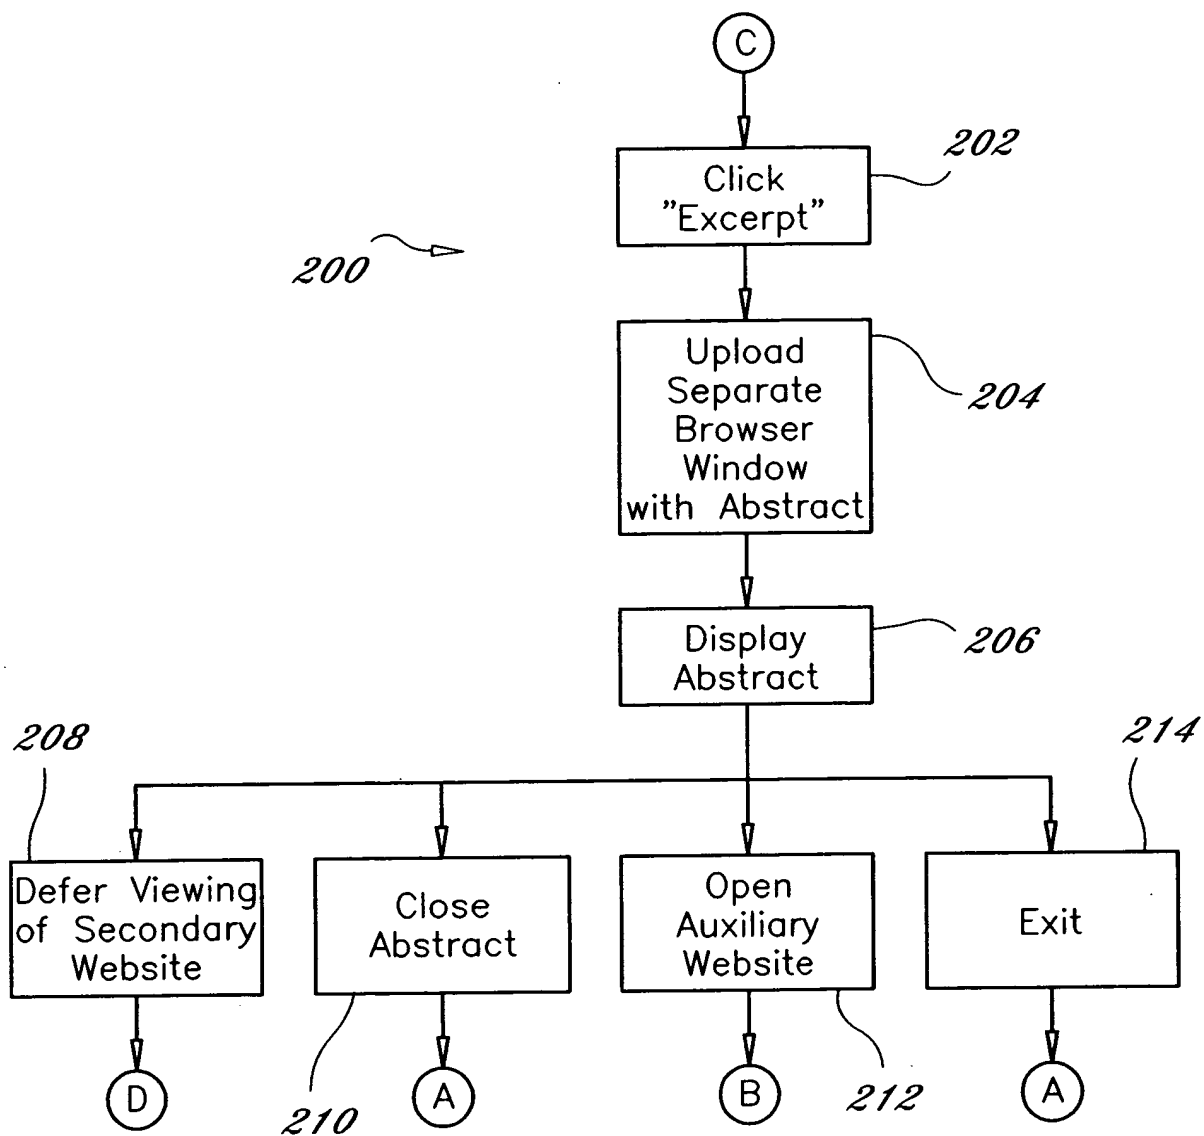 C
202
Click
"Excerpt"
200
Upload
Separate
Browser
Window
with Abstract
204
Display
Abstract
206
208
214
Defer Viewing
of Secondary
Website
Close
Abstract
Open
Auxiliary
Website
Exit
D
210
A
B
212
A